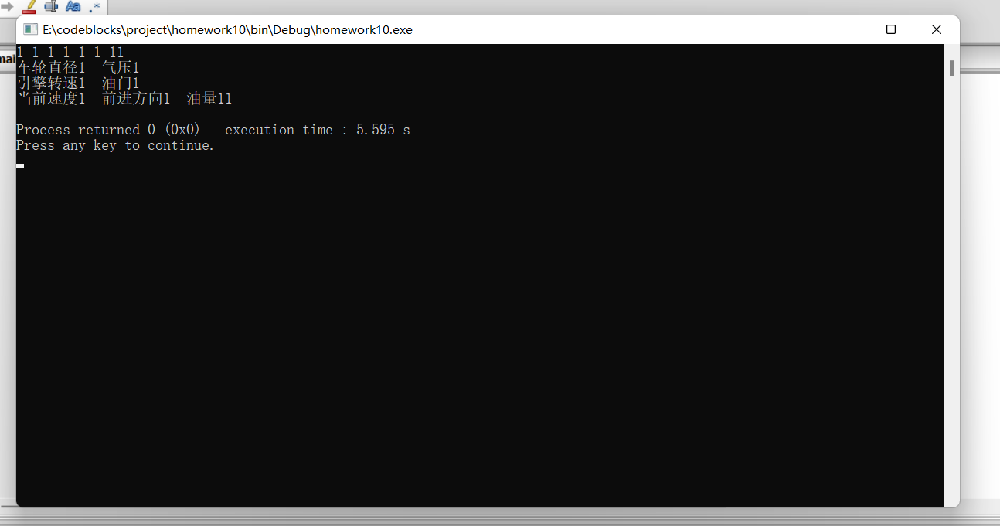 Aa .*
E:\codeblocks\project\homework10\bin\Debug\homework10.exe
mai
1 1 1 1 1 1 11
车轮直径1  气压1
引擎转速1  油门1
当前速度1  前进方向1  油量11
Process returned 0 (0x0)   execution time : 5.595 s
Press any key to continue.